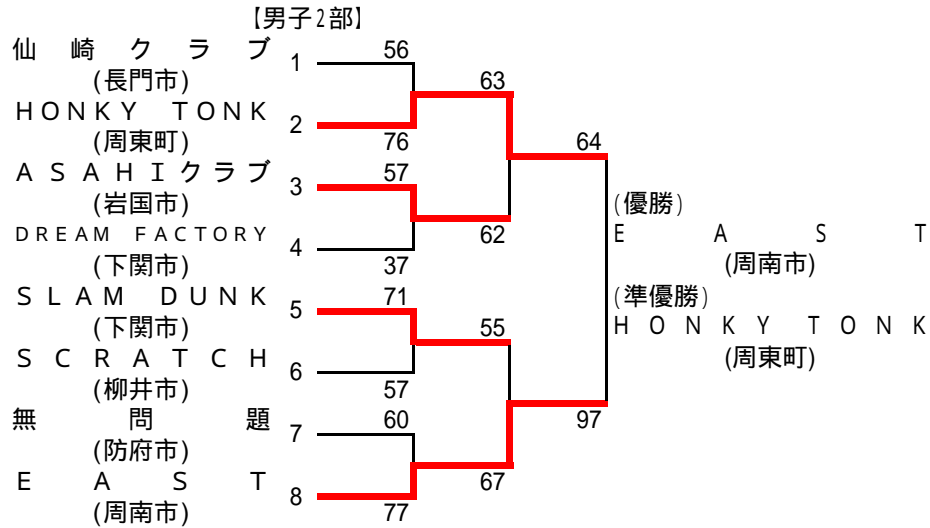 【男子2部】
仙崎クラブ 1 56
(長門市)
63
HONKY TONK 2
(周東町) 76 64
ASAHIクラブ 3 57
(岩国市)
62
DREAM FACTORY 4
(下関市) 37
SLAM DUNK 5 71
(下関市)
55
SCRATCH 6
(柳井市) 57
無問題 7 60 97
(防府市)
67
EAST 8
(周南市) 77
(優勝)
EAST
(周南市)
(準優勝)
HONKY TONK
(周東町)